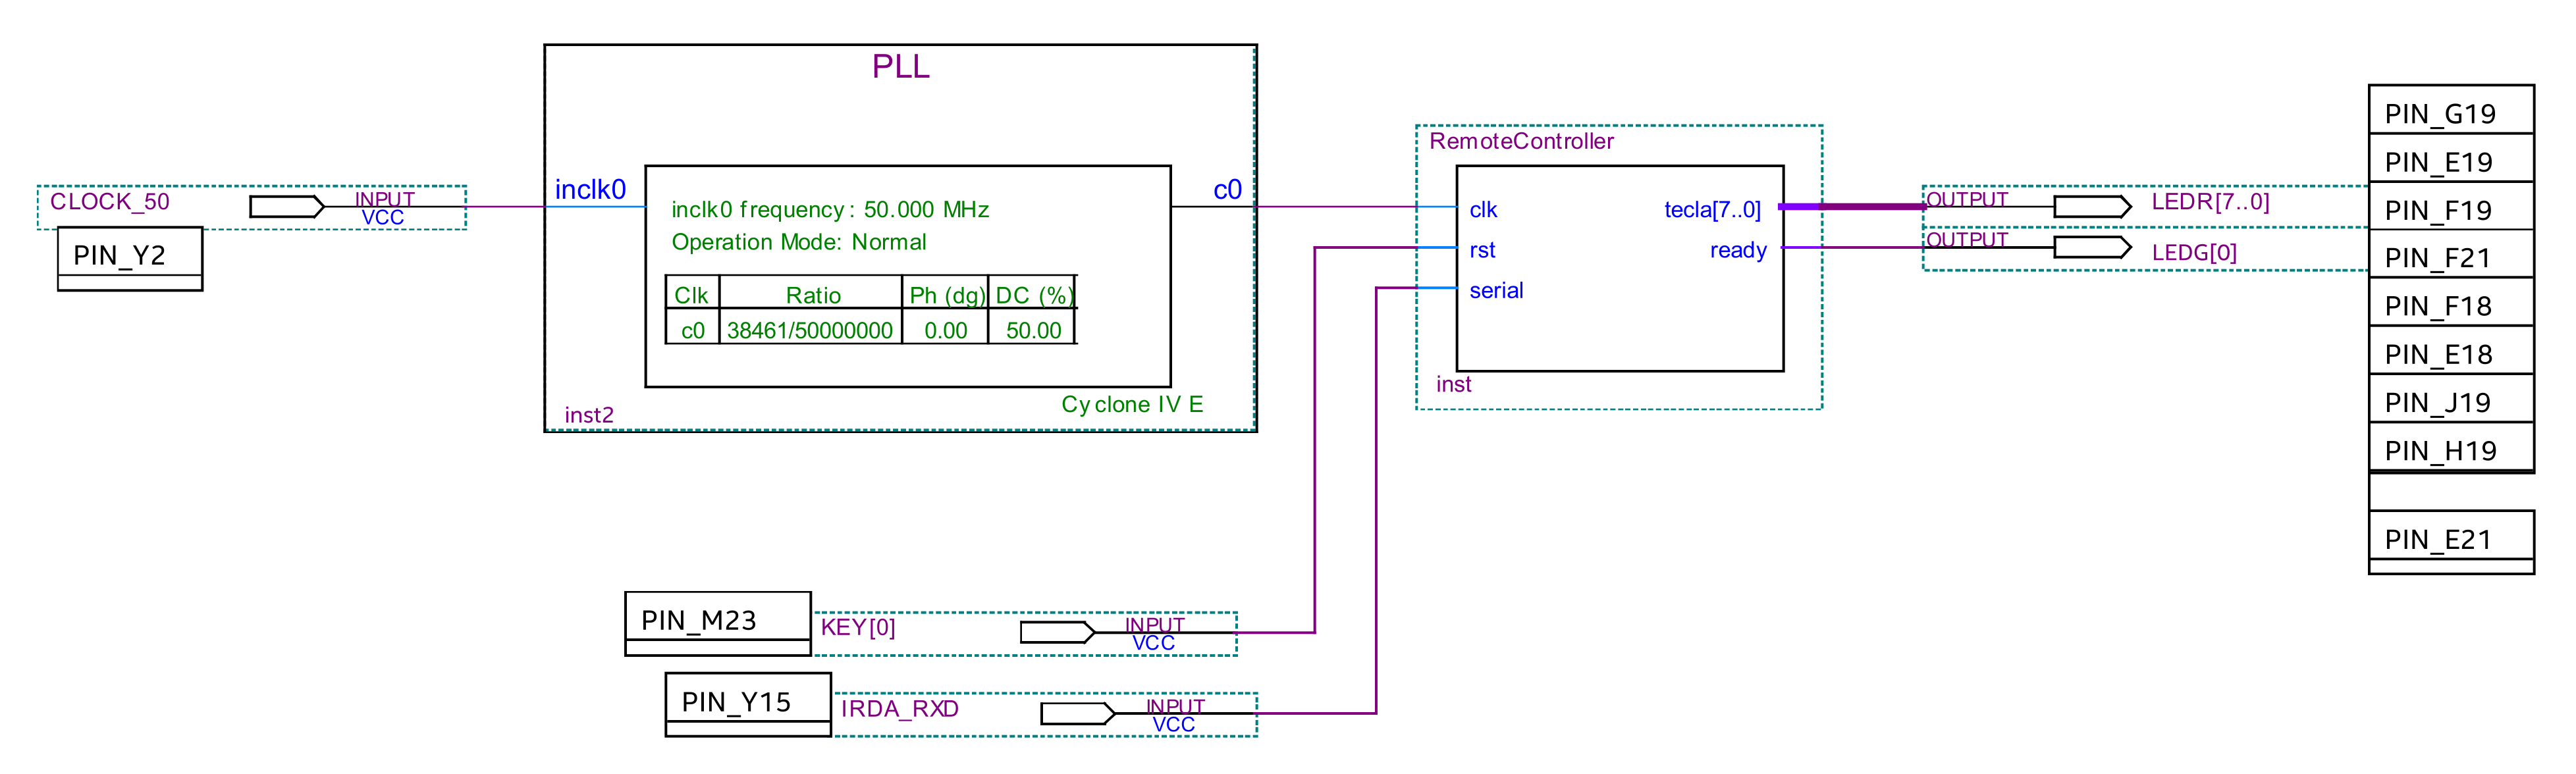 CLOCK_50
INPUT
VCC
PIN_Y2
PLL
inclk0
c0
inclk0 frequency: 50.000 MHz
Operation Mode: Normal
Clk Ratio Ph (dg) DC (%)
c0 38461/50000000 0.00 50.00
Cyclone IV E
inst2
RemoteController
clk tecla[7..0]
rst ready
serial
inst
OUTPUT LEDR[7..0]
OUTPUT LEDG[0]
PIN_G19
PIN_E19
PIN_F19
PIN_F21
PIN_F18
PIN_E18
PIN_J19
PIN_H19
PIN_E21
PIN_M23
KEY[0]
INPUT
VCC
PIN_Y15
IRDA_RXD
INPUT
VCC